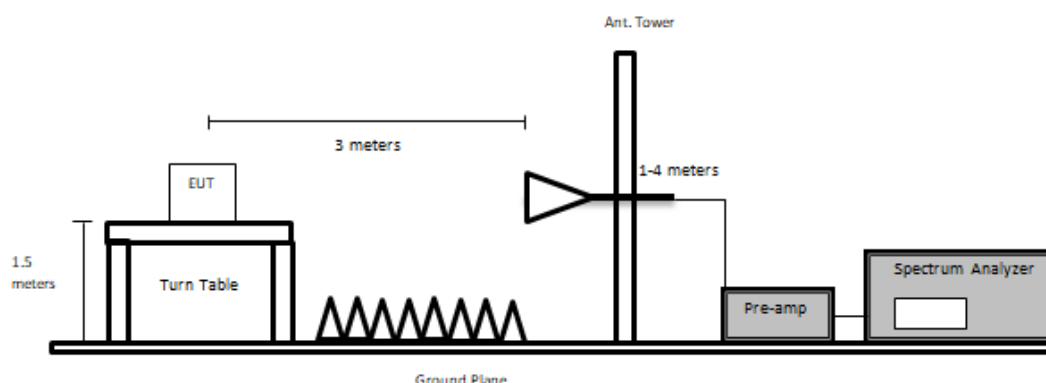 Ant. Tower
3 meters
1-4 meters
EUT
1.5
meters
Turn Table
Spectrum Analyzer
Pre-amp
Ground Plane